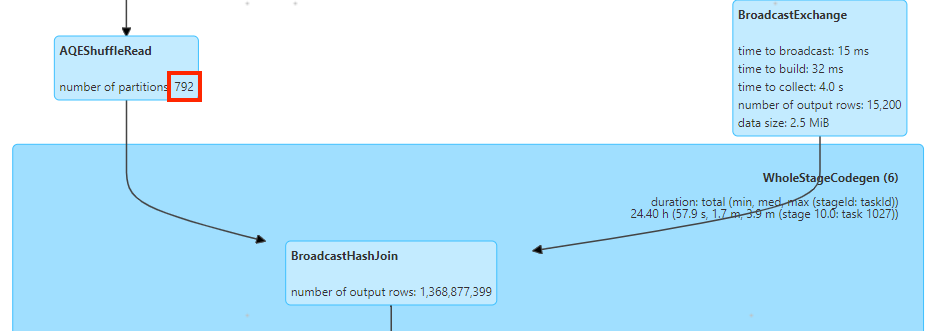 AQEShuffleRead
number of partitions 792
BroadcastExchange
time to broadcast: 15 ms
time to build: 32 ms
time to collect: 4.0 s
number of output rows: 15,200
data size: 2.5 MiB
WholeStageCodegen (6)
duration: total (min, med, max (stageId: taskId))
24.40 h (57.9 s, 1.7 m, 3.9 m (stage 10.0: task 1027))
BroadcastHashJoin
number of output rows: 1,368,877,399